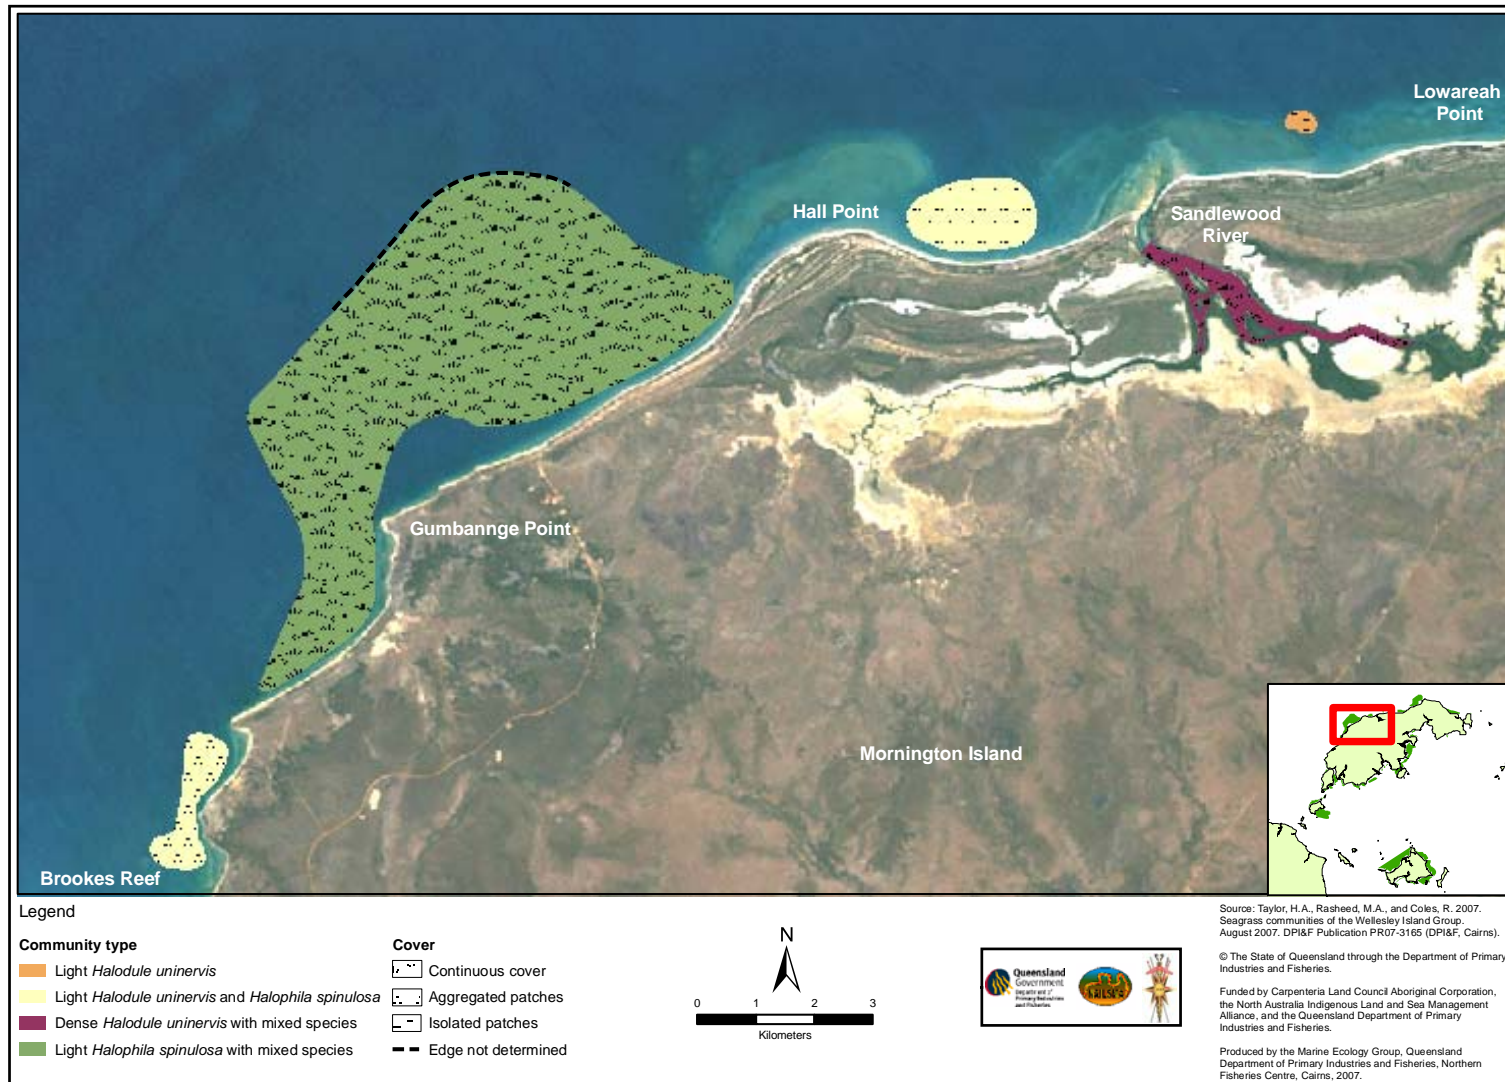 Lowareah
Point
Hall Point
Sandlewood
River
Gumbannge Point
Mornington Island
Brookes Reef
Legend
Community type
Light Halodule uninervis
Light Halodule uninervis and Halophila spinulosa
Dense Halodule uninervis with mixed species
Light Halophila spinulosa with mixed species
Cover
Continuous cover
Aggregated patches
Isolated patches
Edge not determined
N
0 1 2 3
Kilometers
Queensland
Government
Department of
Primary Industries
and Fisheries
Source: Taylor, H.A., Rasheed, M.A., and Coles, R. 2007.
Seagrass communities of the Wellesley Island Group.
August 2007. DPI&F Publication PR07-3165 (DPI&F, Cairns).
© The State of Queensland through the Department of Primary
Industries and Fisheries.
Funded by Carpenteria Land Council Aboriginal Corporation,
the North Australia Indigenous Land and Sea Management
Alliance, and the Queensland Department of Primary
Industries and Fisheries.
Produced by the Marine Ecology Group, Queensland
Department of Primary Industries and Fisheries, Northern
Fisheries Centre, Cairns, 2007.